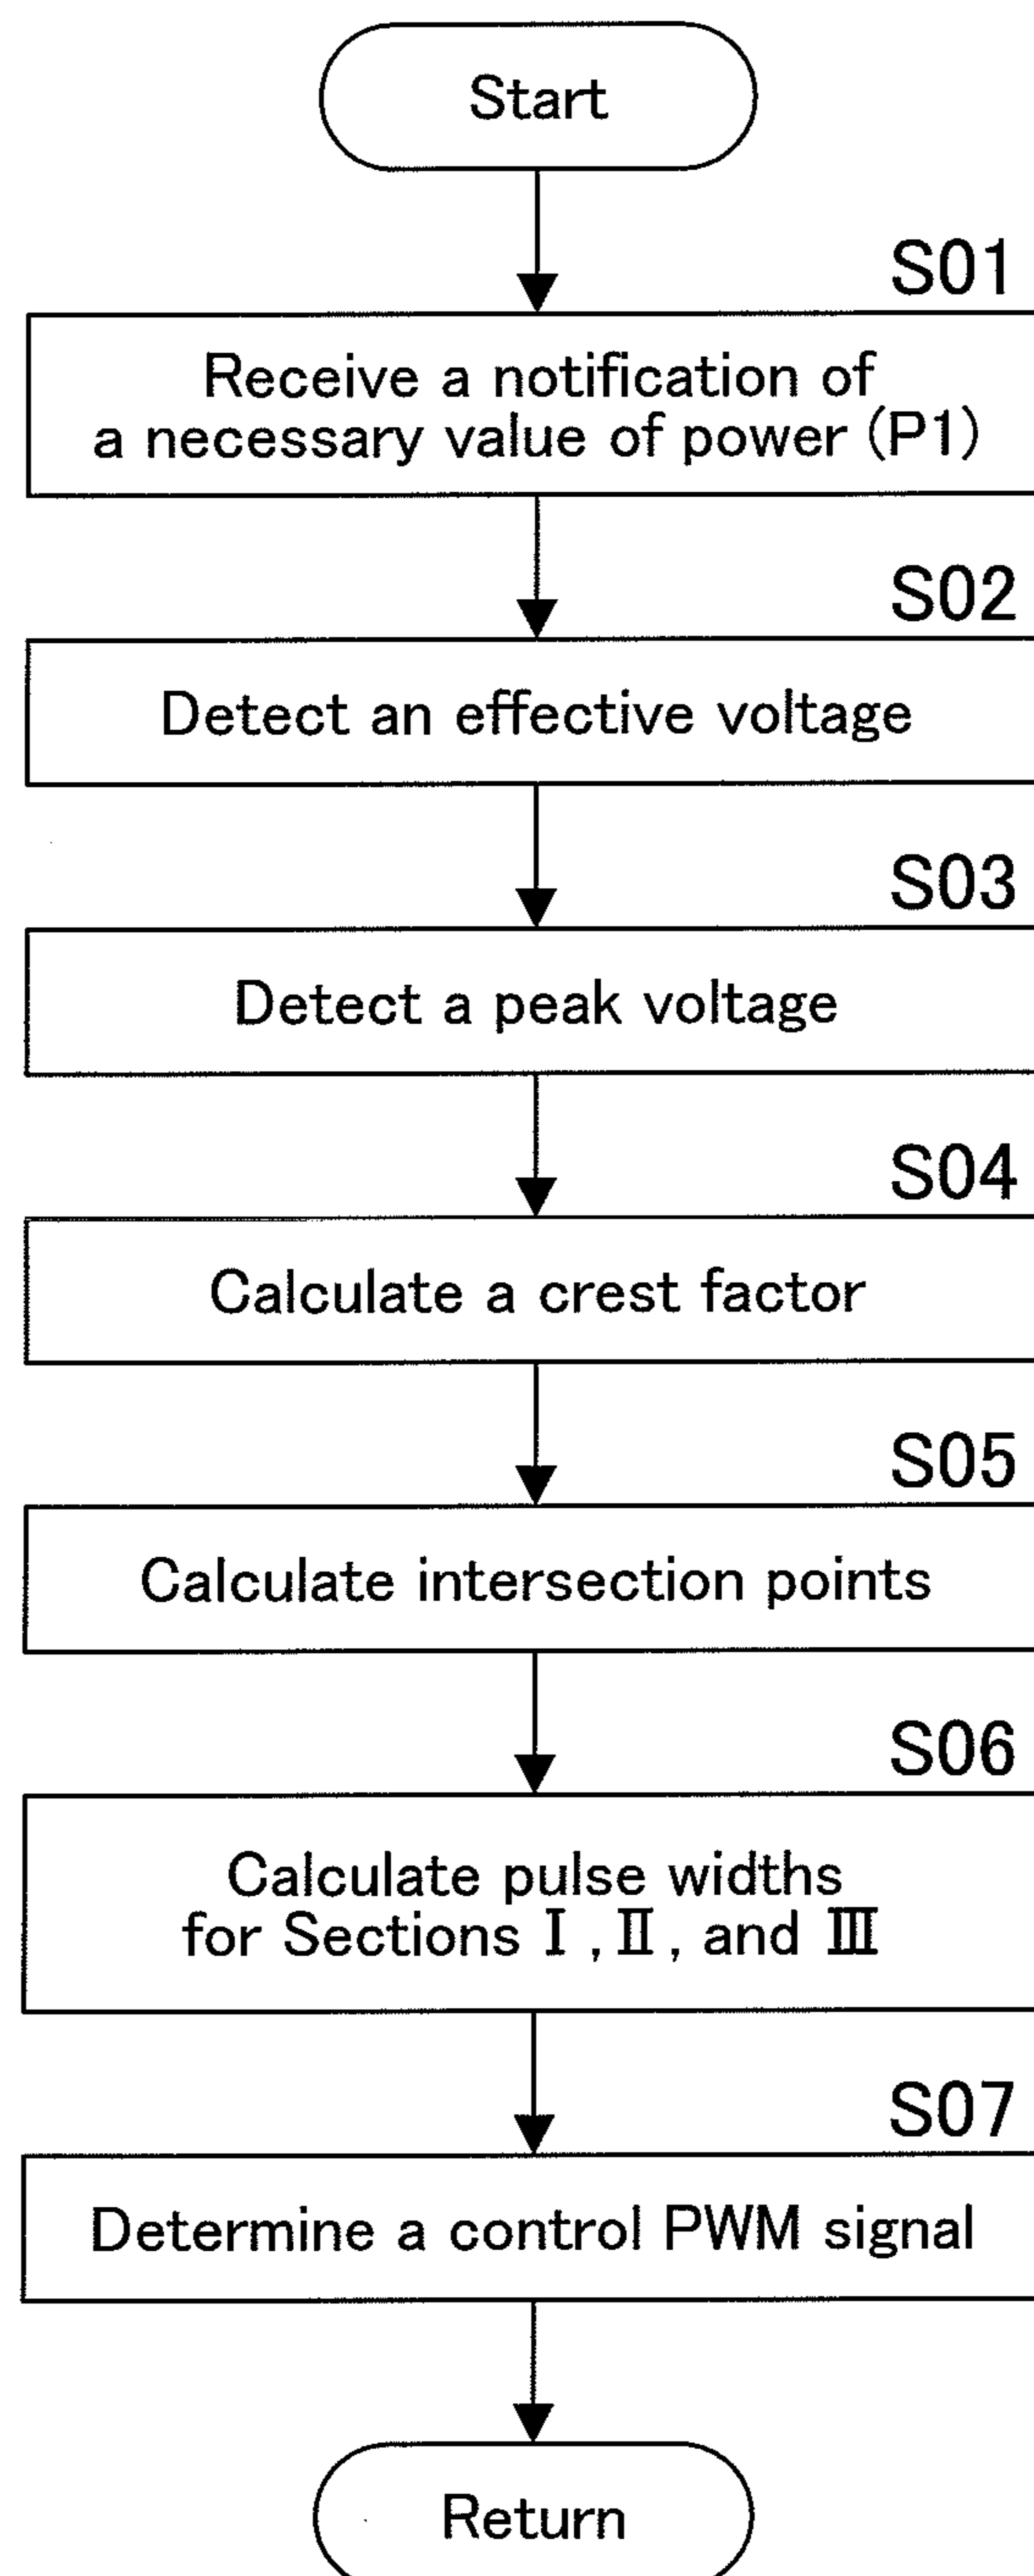 Start
S01
Receive a notification of
a necessary value of power (P1)
S02
Detect an effective voltage
S03
Detect a peak voltage
S04
Calculate a crest factor
S05
Calculate intersection points
S06
Calculate pulse widths
for Sections Ⅰ, Ⅱ, and Ⅲ
S07
Determine a control PWM signal
Return